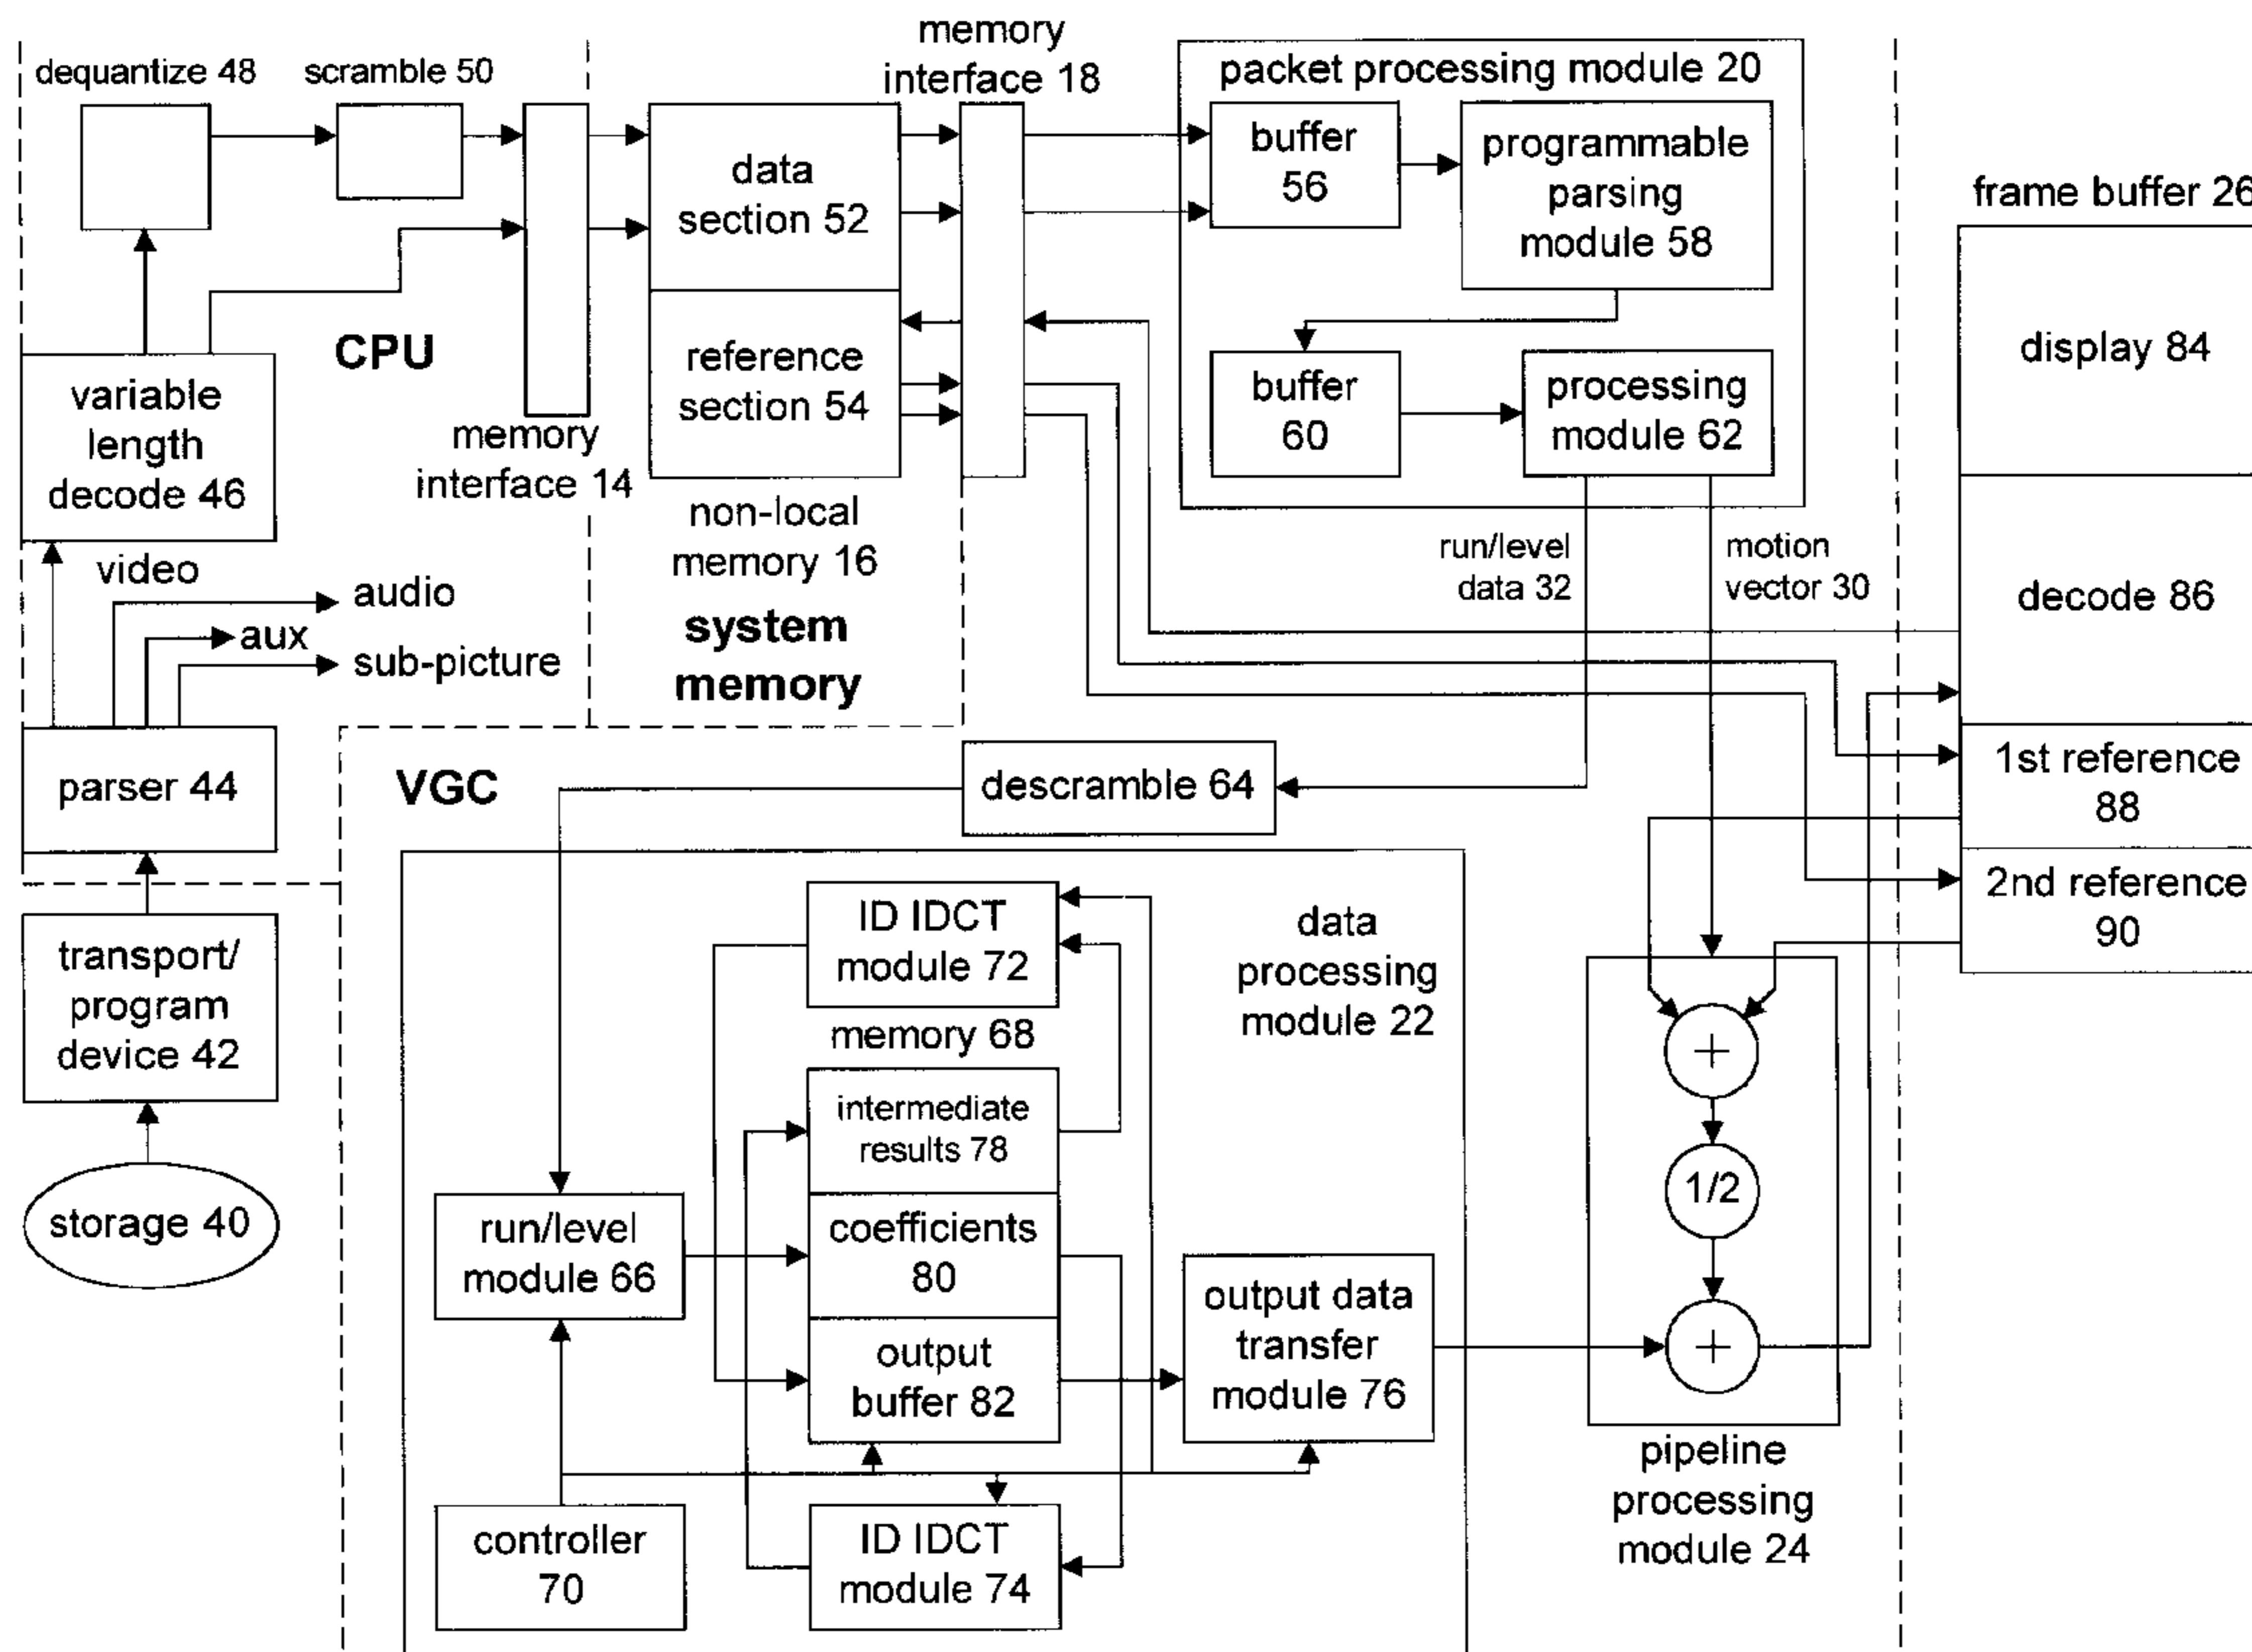 dequantize 48
scramble 50
memory
interface 18
packet processing module 20
buffer
56
programmable
parsing
module 58
frame buffer 26
data
section 52
reference
section 54
CPU
variable
length
decode 46
memory
interface 14
non-local
memory 16
system
memory
buffer
60
processing
module 62
display 84
decode 86
1st reference
88
2nd reference
90
run/level
data 32
motion
vector 30
video
audio
aux
sub-picture
parser 44
VGC
descramble 64
transport/
program
device 42
storage 40
ID IDCT
module 72
data
processing
module 22
memory 68
intermediate
results 78
run/level
module 66
coefficients
80
output
buffer 82
output data
transfer
module 76
+
1/2
+
controller
70
ID IDCT
module 74
pipeline
processing
module 24